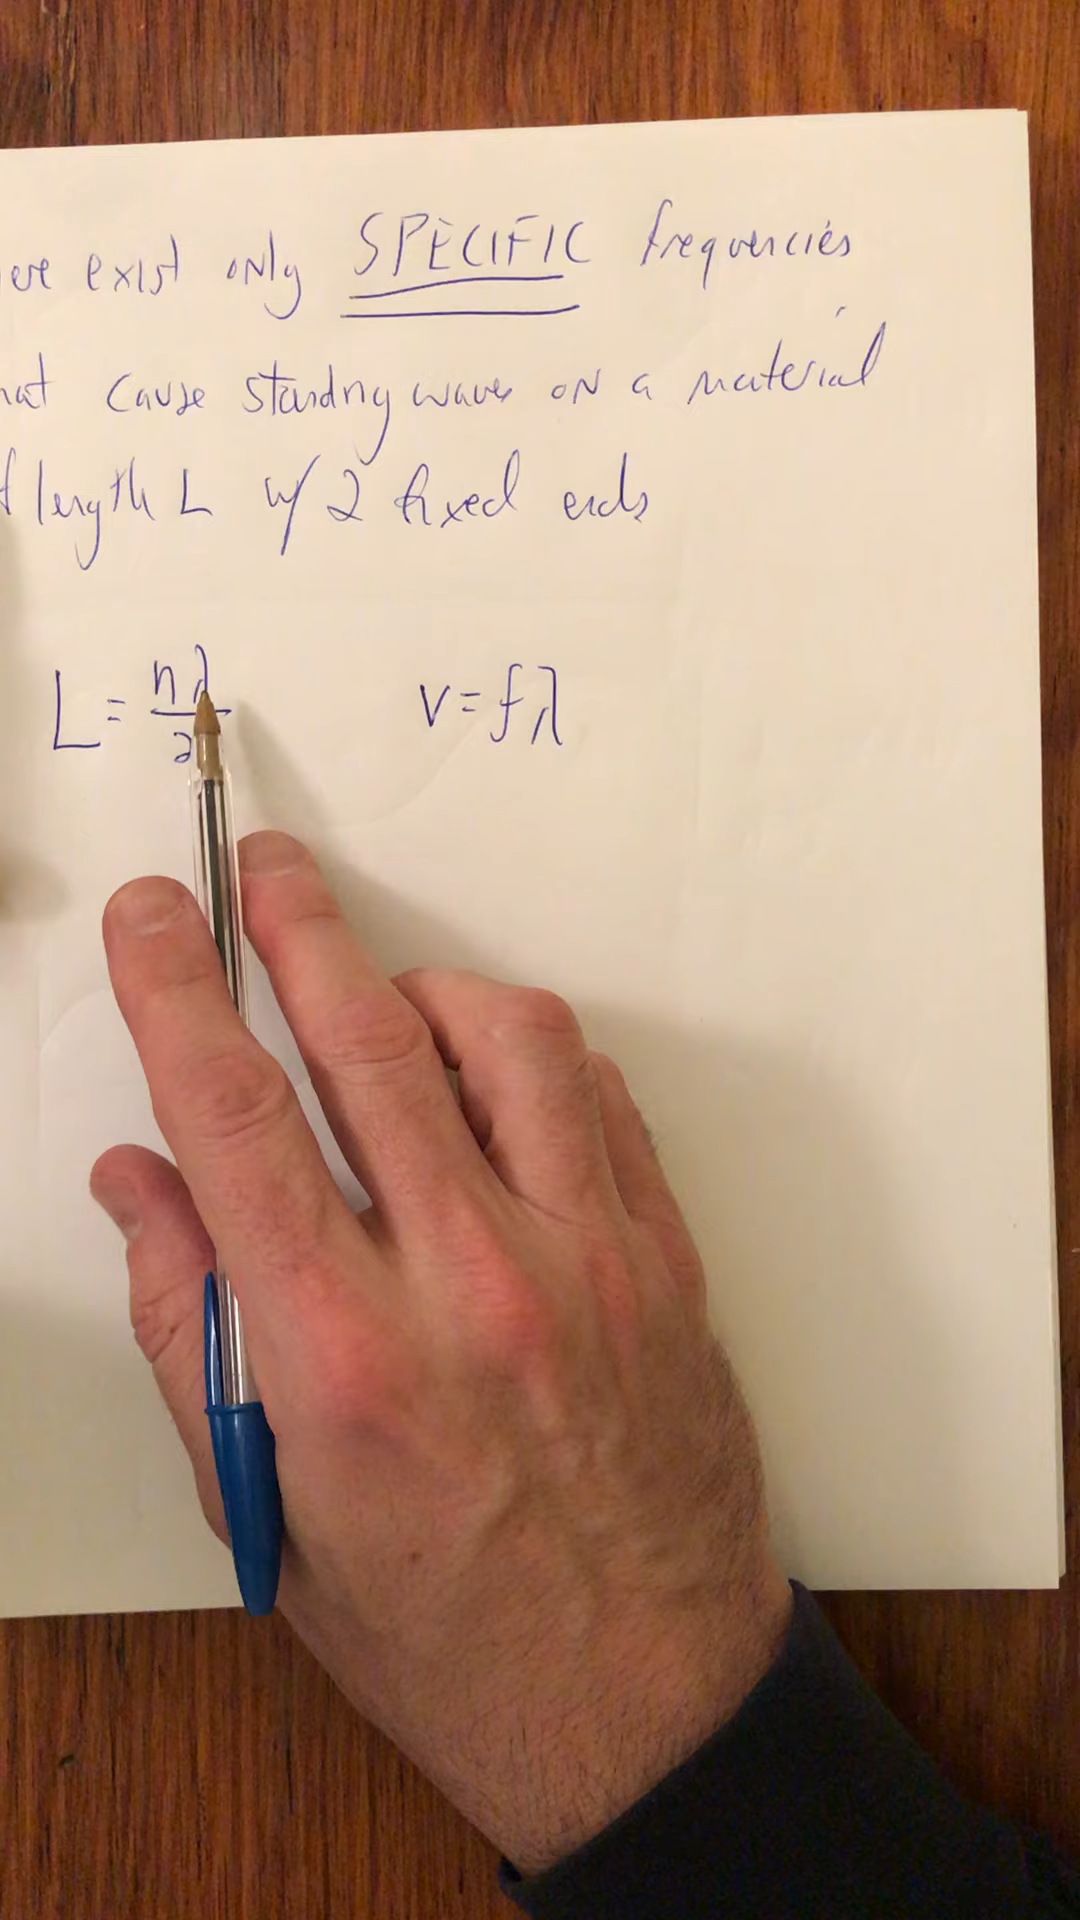 ere exist only SPECIFIC frequencies
hat cause standing waves on a material
f length L w/ 2 fixed ends
L = nλ/2 v = fλ